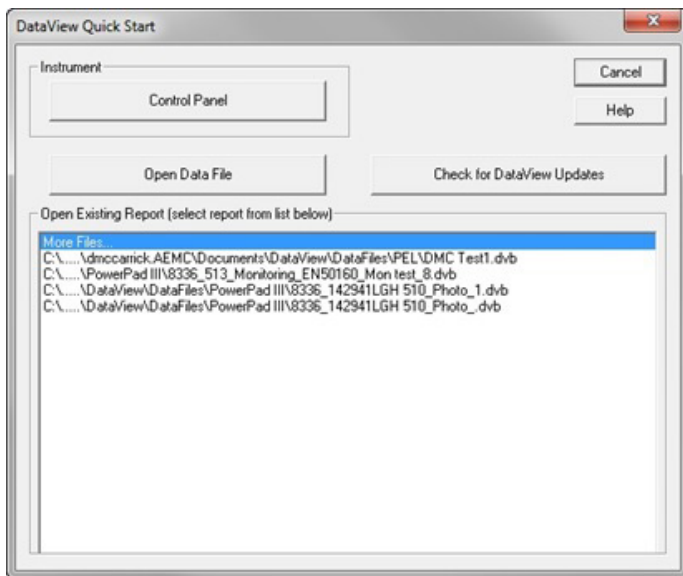 DataView Quick Start
Instrument
Control Panel
Cancel
Help
Open Data File
Check for DataView Updates
Open Existing Report (select report from list below)
More Files...
C:\.....\dmccarrick.AEMC\Documents\DataView\DataFiles\PEL\DMC Test1.dvb
C:\.....\PowerPad III\8336_513_Monitoring_EN50160_Mon test_8.dvb
C:\.....\DataView\DataFiles\PowerPad III\8336_142941LGH 510_Photo_1.dvb
C:\.....\DataView\DataFiles\PowerPad III\8336_142941LGH 510_Photo_.dvb